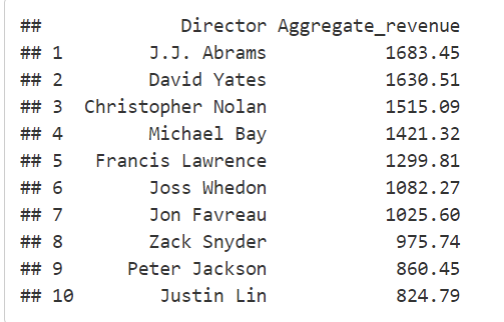 ##             Director Aggregate_revenue
## 1        J.J. Abrams           1683.45
## 2        David Yates           1630.51
## 3  Christopher Nolan           1515.09
## 4        Michael Bay           1421.32
## 5   Francis Lawrence           1299.81
## 6        Joss Whedon           1082.27
## 7        Jon Favreau           1025.60
## 8        Zack Snyder            975.74
## 9      Peter Jackson            860.45
## 10        Justin Lin            824.79